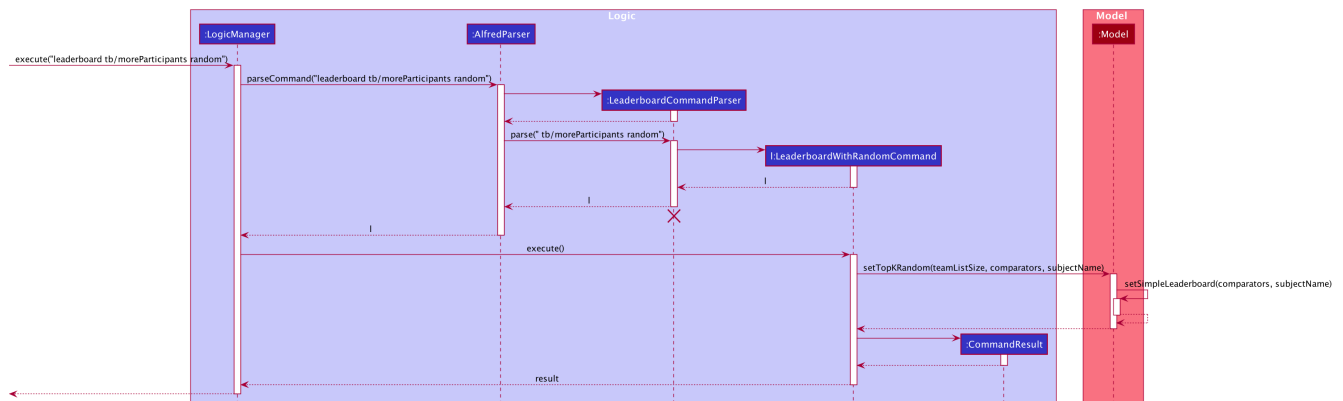 Logic
Model
:LogicManager
:AlfredParser
:Model
execute("leaderboard tb/moreParticipants random")
parseCommand("leaderboard tb/moreParticipants random")
:LeaderboardCommandParser
parse(" tb/moreParticipants random")
l:LeaderboardWithRandomCommand
l
l
l
execute()
setTopKRandom(teamListSize, comparators, subjectName)
setSimpleLeaderboard(comparators, subjectName)
:CommandResult
result